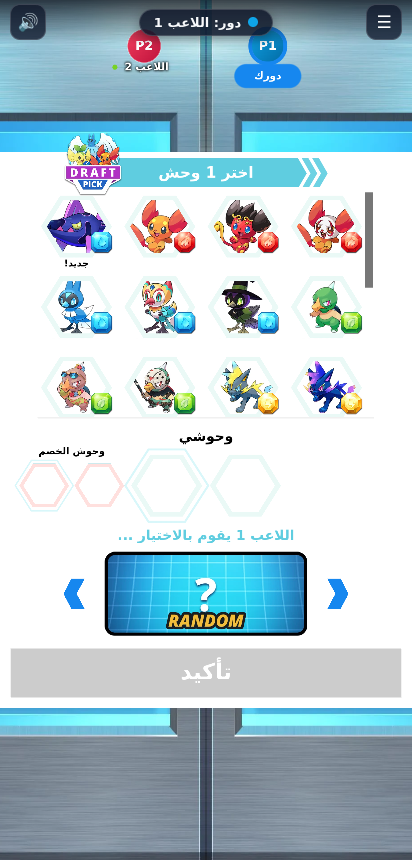 دور: اللاعب 1
P2
P1
اللاعب 2
دورك
DRAFT
PICK
اختر 1 وحش
جديد!
وحوشي
وحوش الخصم
اللاعب 1 يقوم بالاختيار ...
?
RANDOM
تأكيد